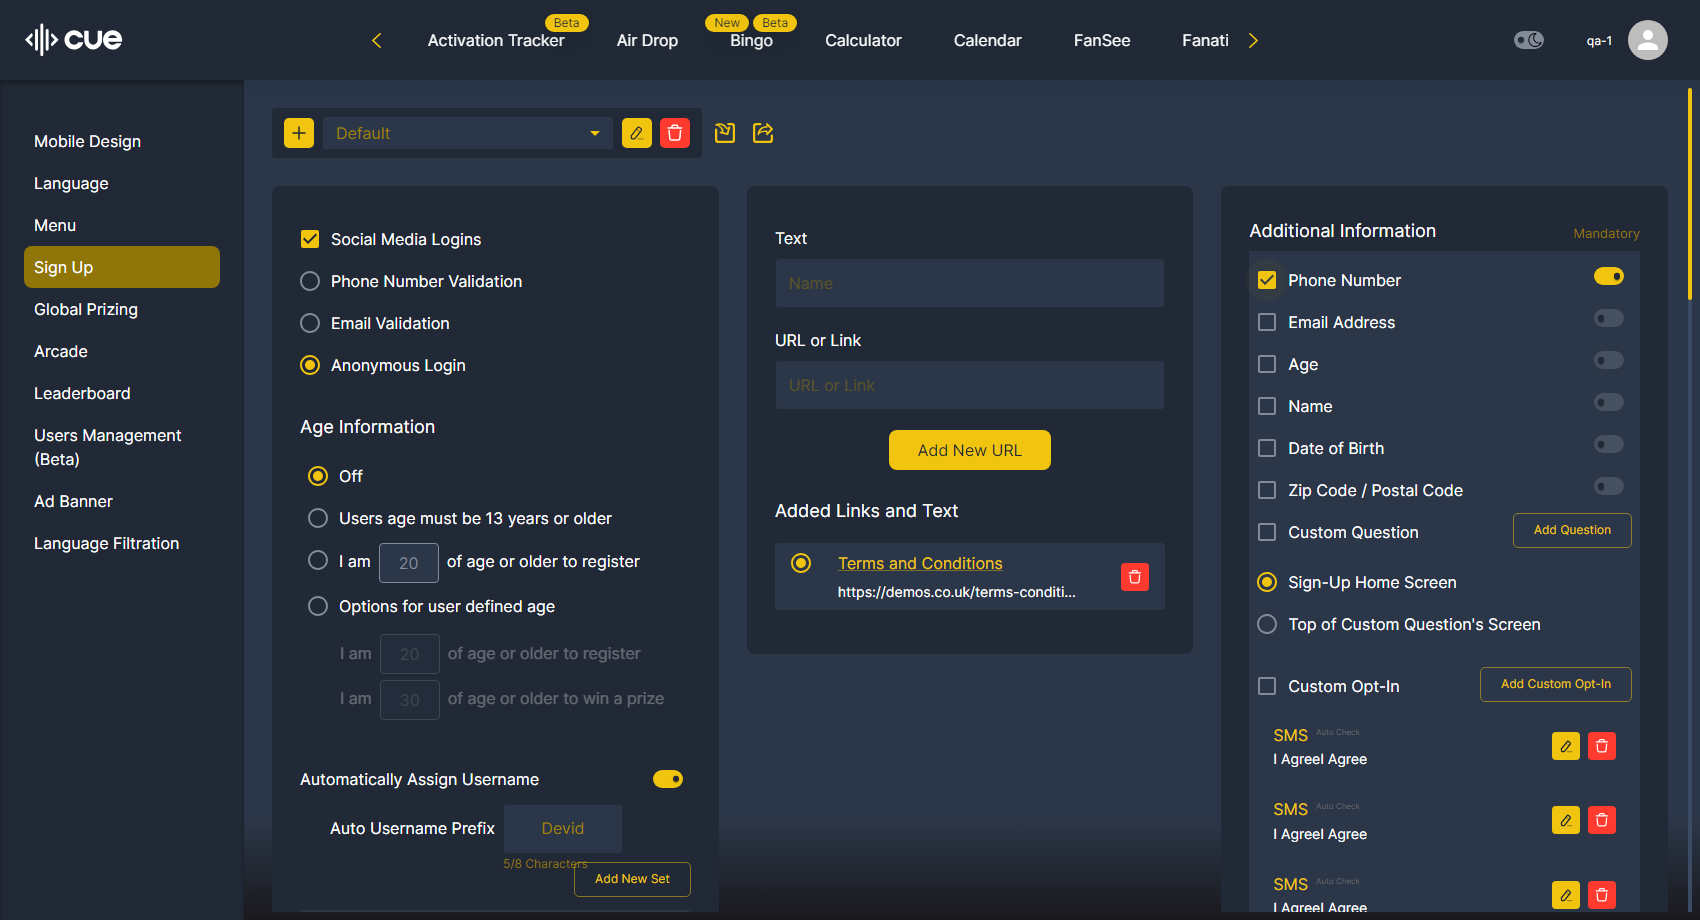 cue
Beta
New Beta
Activation Tracker Air Drop Bingo Calculator Calendar FanSee Fanati
qa-1
Mobile Design
Language
Menu
Sign Up
Global Prizing
Arcade
Leaderboard
Users Management
(Beta)
Ad Banner
Language Filtration
Default
Social Media Logins
Phone Number Validation
Email Validation
Anonymous Login
Age Information
Off
Users age must be 13 years or older
I am 20 of age or older to register
Options for user defined age
I am 20 of age or older to register
I am 30 of age or older to win a prize
Automatically Assign Username
Auto Username Prefix Devid
5/8 Characters
Add New Set
Text
Name
URL or Link
URL or Link
Add New URL
Added Links and Text
Terms and Conditions
https://demos.co.uk/terms-conditi...
Additional Information Mandatory
Phone Number
Email Address
Age
Name
Date of Birth
Zip Code / Postal Code
Custom Question Add Question
Sign-Up Home Screen
Top of Custom Question's Screen
Custom Opt-In Add Custom Opt-In
SMS Auto Check
I AgreeI Agree
SMS Auto Check
I AgreeI Agree
SMS Auto Check
I AgreeI Agree